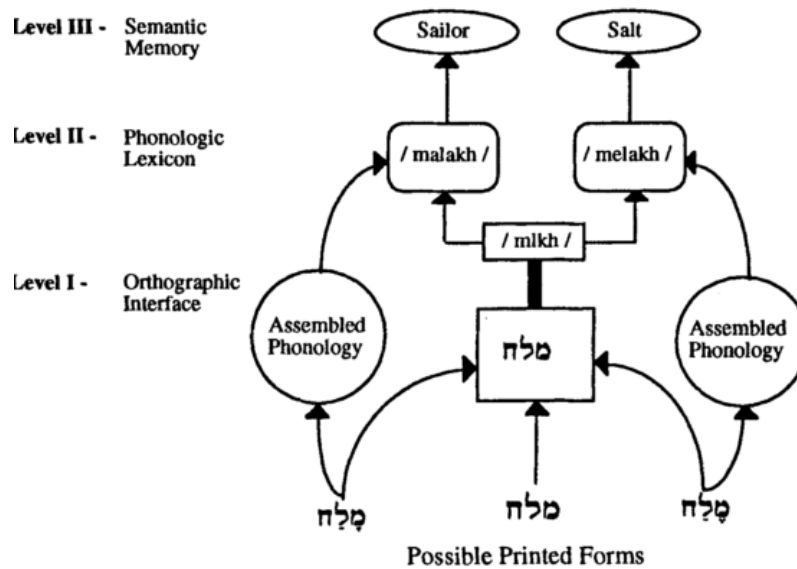 Level III - Semantic Memory
Sailor
Salt
Level II - Phonologic Lexicon
/ malakh /
/ melakh /
/ mlkh /
Level I - Orthographic Interface
Assembled
Phonology
מלח
Assembled
Phonology
מָלַח
מלח
מֶלַח
Possible Printed Forms